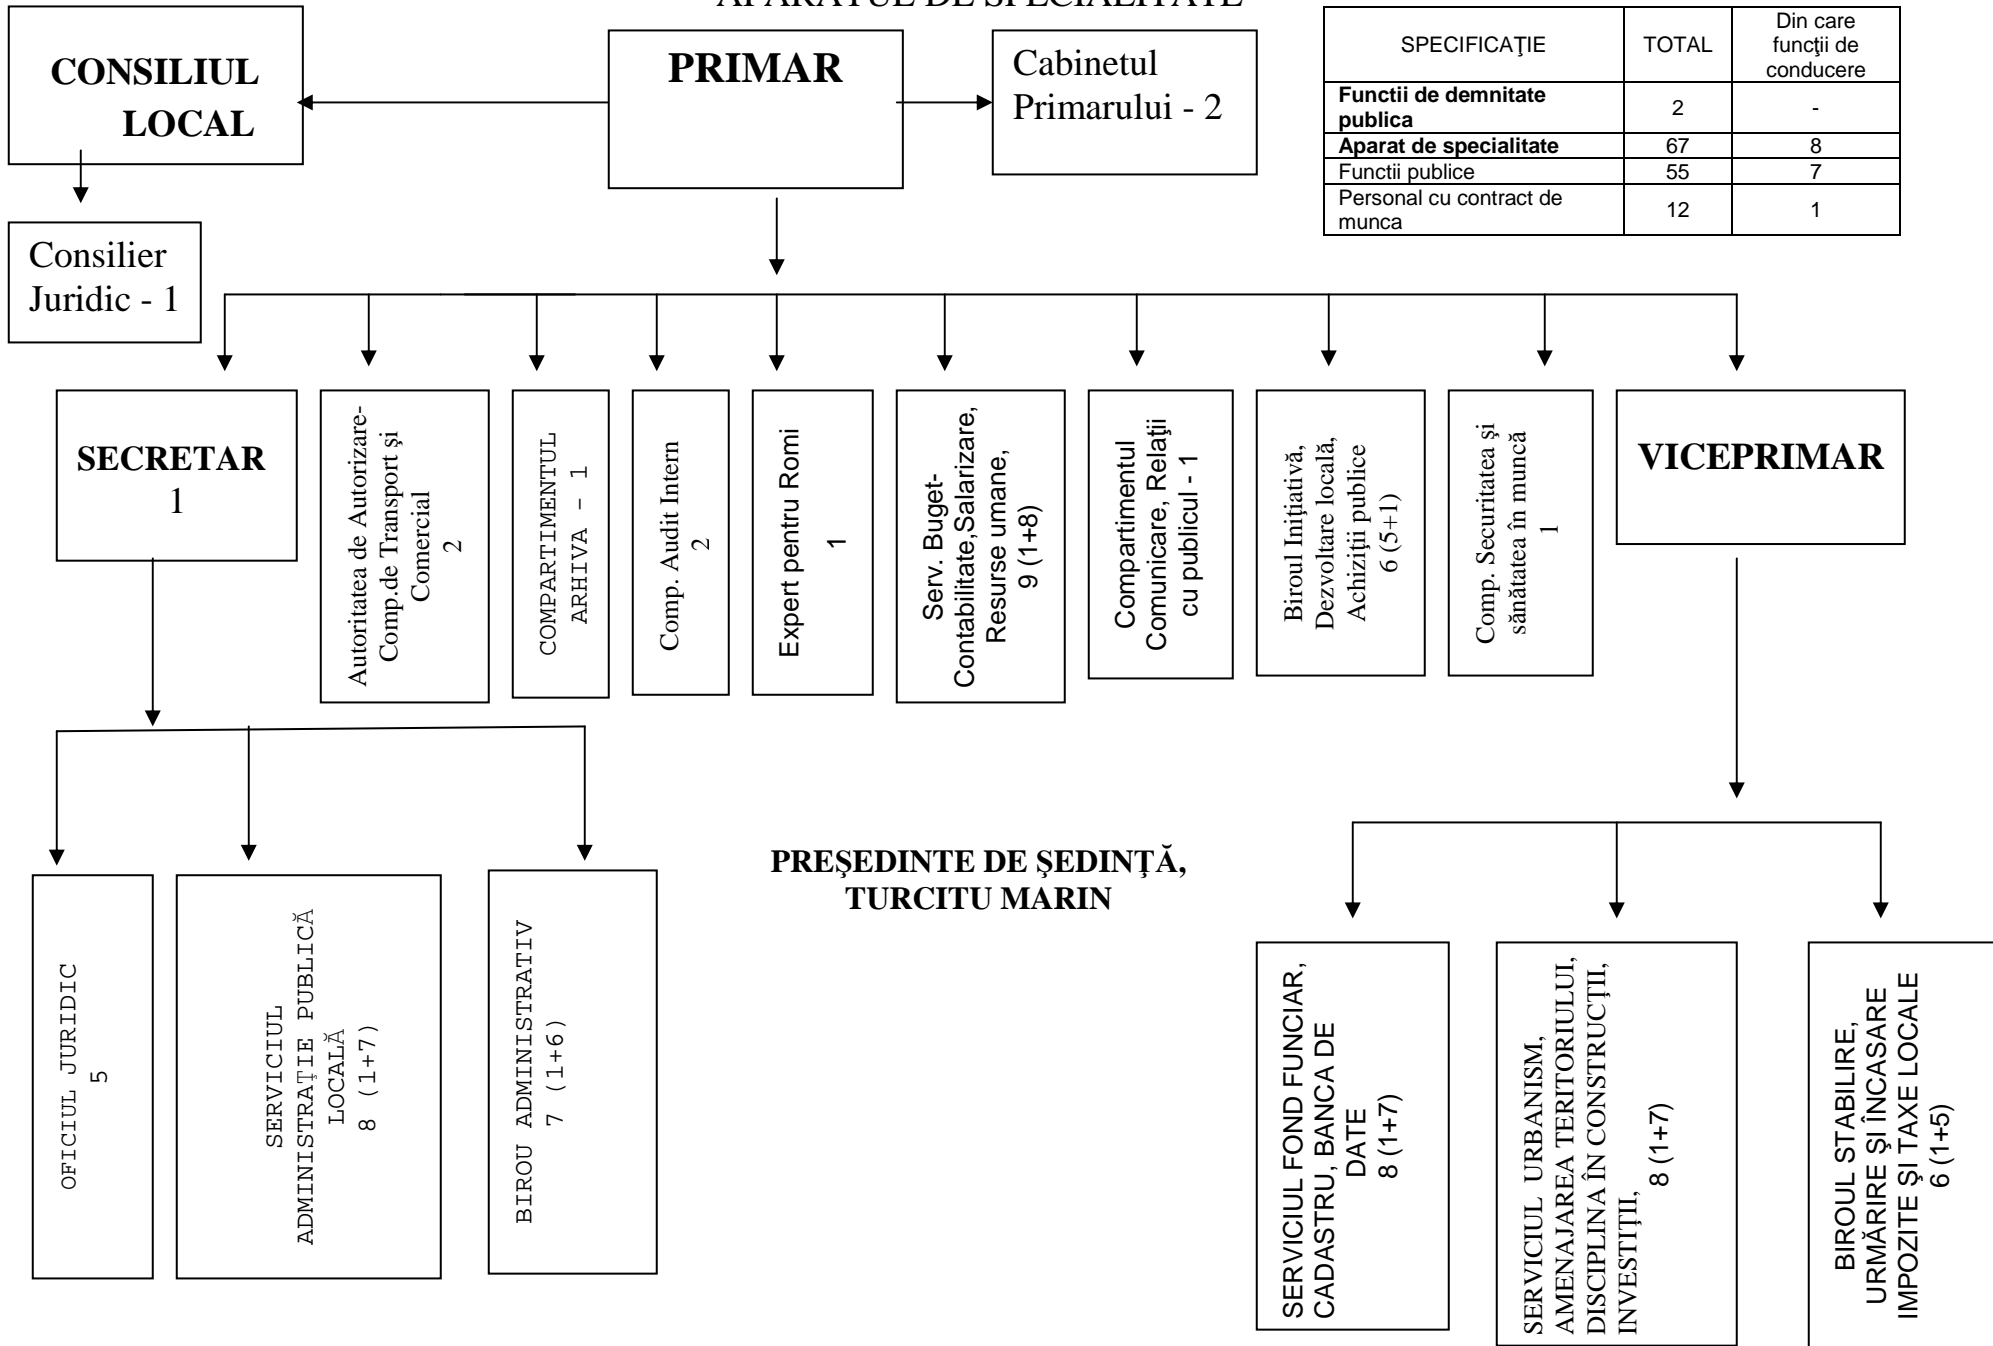 APARATUL DE SPECIALITATE
CONSILIUL
LOCAL
PRIMAR
Cabinetul
Primarului - 2
SPECIFICAŢIE
TOTAL
Din care
funcţii de
conducere
Functii de demnitate
publica
2
-
Aparat de specialitate
67
8
Functii publice
55
7
Personal cu contract de
munca
12
1
Consilier
Juridic - 1
SECRETAR
1
Autoritatea de Autorizare-
Comp.de Transport şi
Comercial
2
COMPARTIMENTUL
ARHIVA - 1
Comp. Audit Intern
2
Expert pentru Romi
1
Serv. Buget-
Contabilitate,Salarizare,
Resurse umane,
9 (1+8)
Compartimentul
Comunicare, Relaţii
cu publicul - 1
Biroul Iniţiativă,
Dezvoltare locală,
Achiziţii publice
6 (5+1)
Comp. Securitatea şi
sănătatea în muncă
1
VICEPRIMAR
PREŞEDINTE DE ŞEDINŢĂ,
TURCITU MARIN
OFICIUL JURIDIC
5
SERVICIUL
ADMINISTRAŢIE PUBLICĂ
LOCALĂ
8 (1+7)
BIROU ADMINISTRATIV
7 (1+6)
SERVICIUL FOND FUNCIAR,
CADASTRU, BANCA DE
DATE
8 (1+7)
SERVICIUL URBANISM,
AMENAJAREA TERITORIULUI,
DISCIPLINA ÎN CONSTRUCŢII,
INVESTIŢII,
8 (1+7)
BIROUL STABILIRE,
URMĂRIRE ŞI ÎNCASARE
IMPOZITE ŞI TAXE LOCALE
6 (1+5)